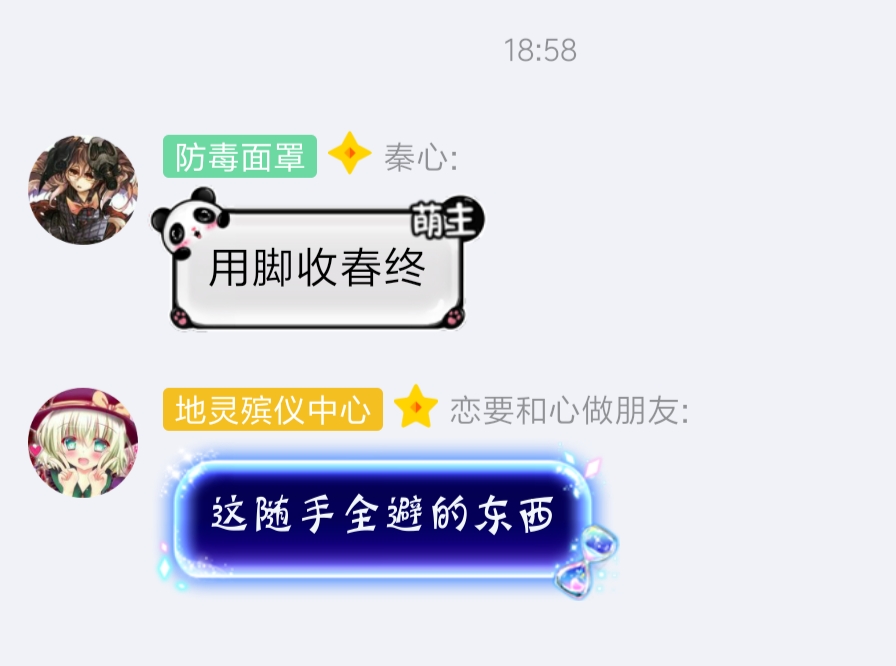 18:58
防毒面罩 秦心:
萌主
用脚收春终
地灵殡仪中心 恋要和心做朋友:
这随手全避的东西